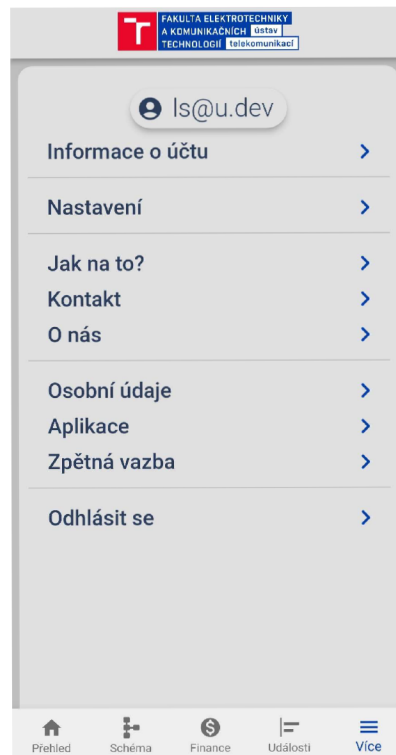 FAKULTA ELEKTROTECHNIKY
A KOMUNIKAČNÍCH ústav
TECHNOLOGIÍ telekomunikací
ls@u.dev
Informace o účtu
Nastavení
Jak na to?
Kontakt
O nás
Osobní údaje
Aplikace
Zpětná vazba
Odhlásit se
Přehled Schéma Finance Události Více